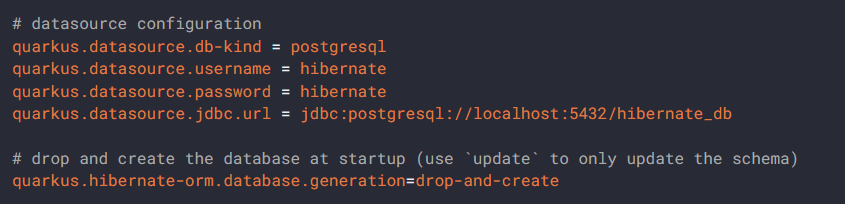 # datasource configuration
quarkus.datasource.db-kind = postgresql
quarkus.datasource.username = hibernate
quarkus.datasource.password = hibernate
quarkus.datasource.jdbc.url = jdbc:postgresql://localhost:5432/hibernate_db

# drop and create the database at startup (use `update` to only update the schema)
quarkus.hibernate-orm.database.generation=drop-and-create